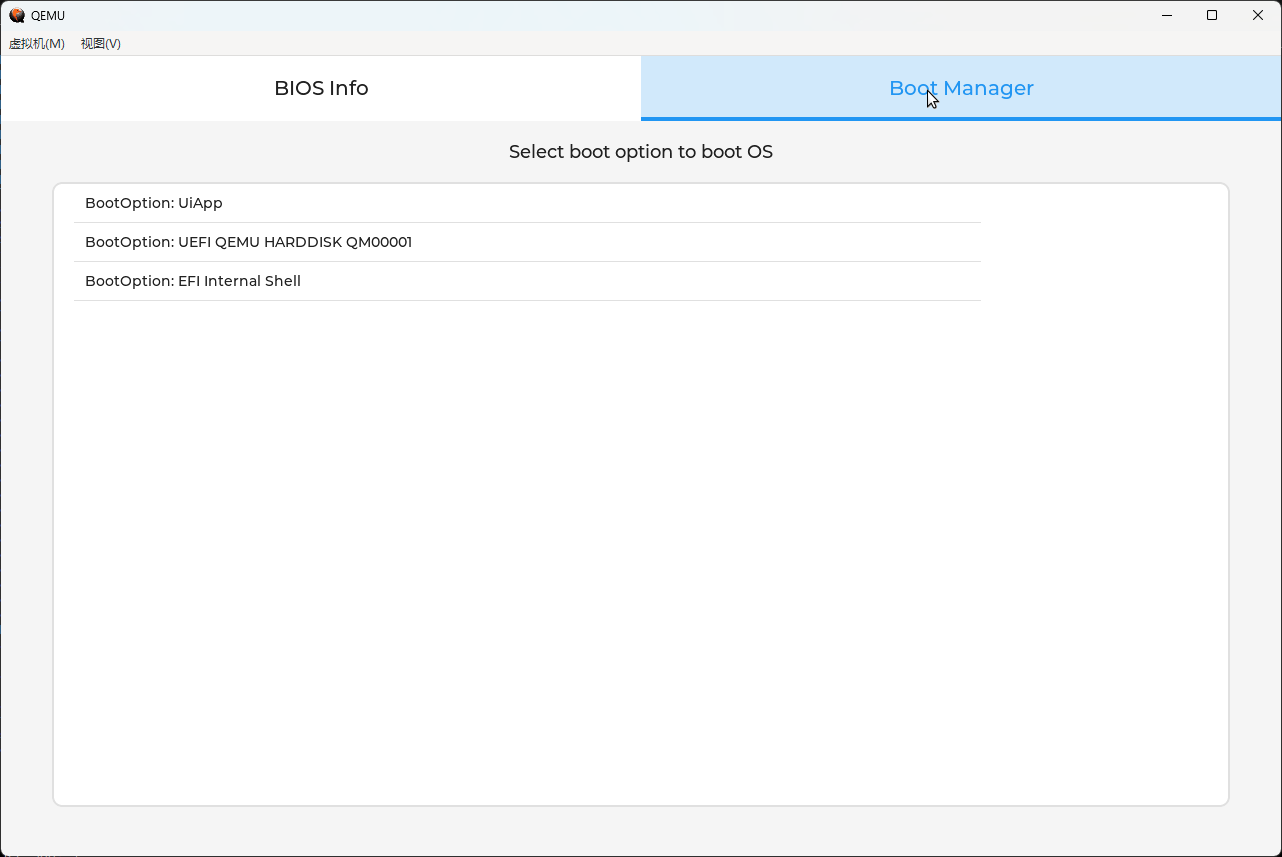 QEMU
虚拟机(M) 视图(V)
BIOS Info
Boot Manager
Select boot option to boot OS
BootOption: UiApp
BootOption: UEFI QEMU HARDDISK QM00001
BootOption: EFI Internal Shell